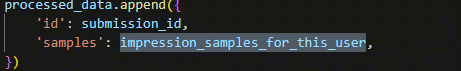 processed_data.append({
    'id': submission_id,
    'samples': impression_samples_for_this_user,
})